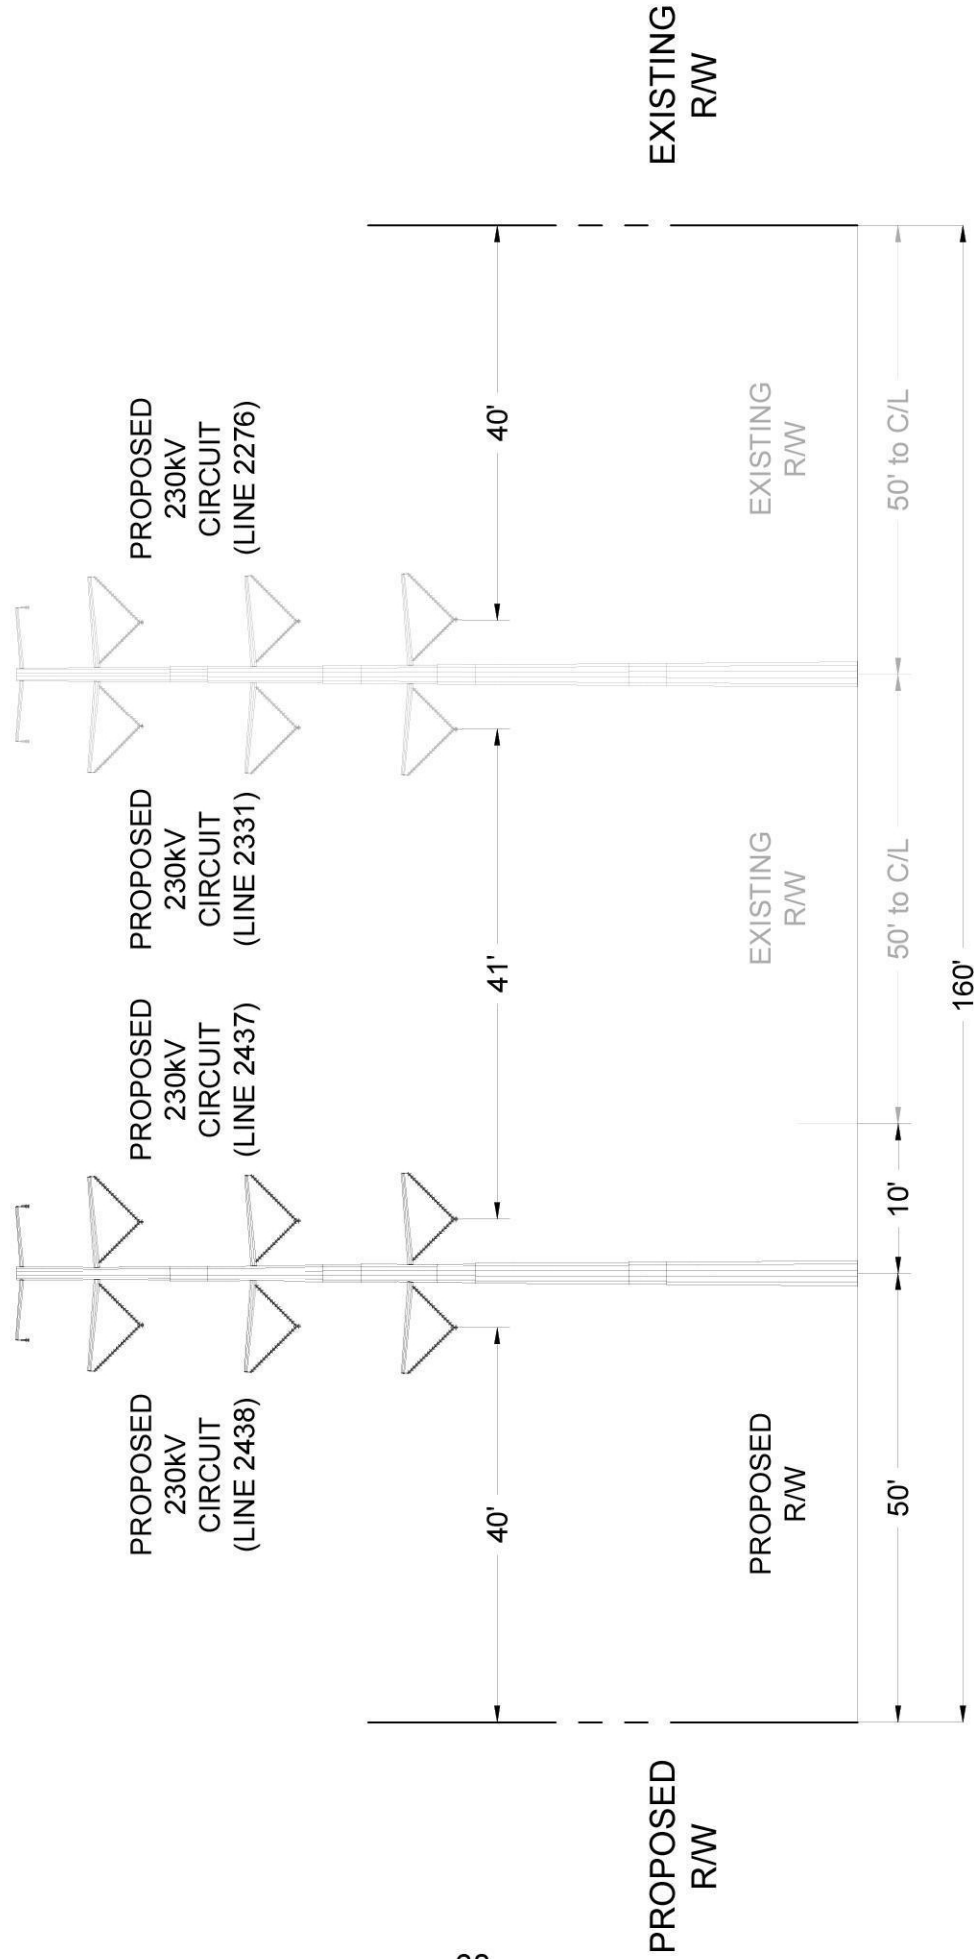 PROPOSED
230kV
CIRCUIT
(LINE 2438)
PROPOSED
230kV
CIRCUIT
(LINE 2437)
PROPOSED
230kV
CIRCUIT
(LINE 2331)
PROPOSED
230kV
CIRCUIT
(LINE 2276)
40'
41'
40'
PROPOSED
R/W
EXISTING
R/W
PROPOSED
R/W
EXISTING
R/W
EXISTING
R/W
50'
10'
50' to C/L
50' to C/L
160'